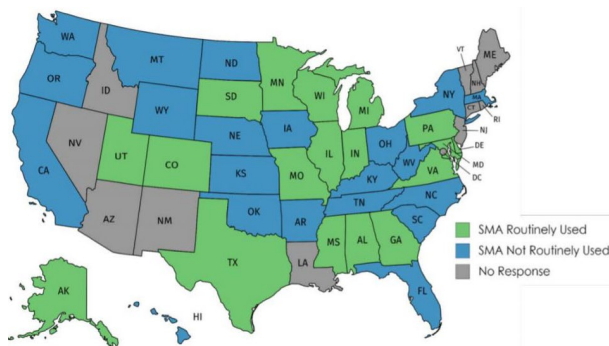 WA
MT
ND
MN
VT
ME
OR
ID
SD
WI
NH
NY
MA
WY
MI
CT
RI
NE
IA
PA
NJ
NV
OH
DE
UT
IL
IN
MD
CO
WV
VA
DC
CA
KS
MO
KY
NC
TN
AZ
NM
OK
AR
SC
MS
AL
GA
SMA Routinely Used
TX
LA
SMA Not Routinely Used
AK
No Response
FL
HI